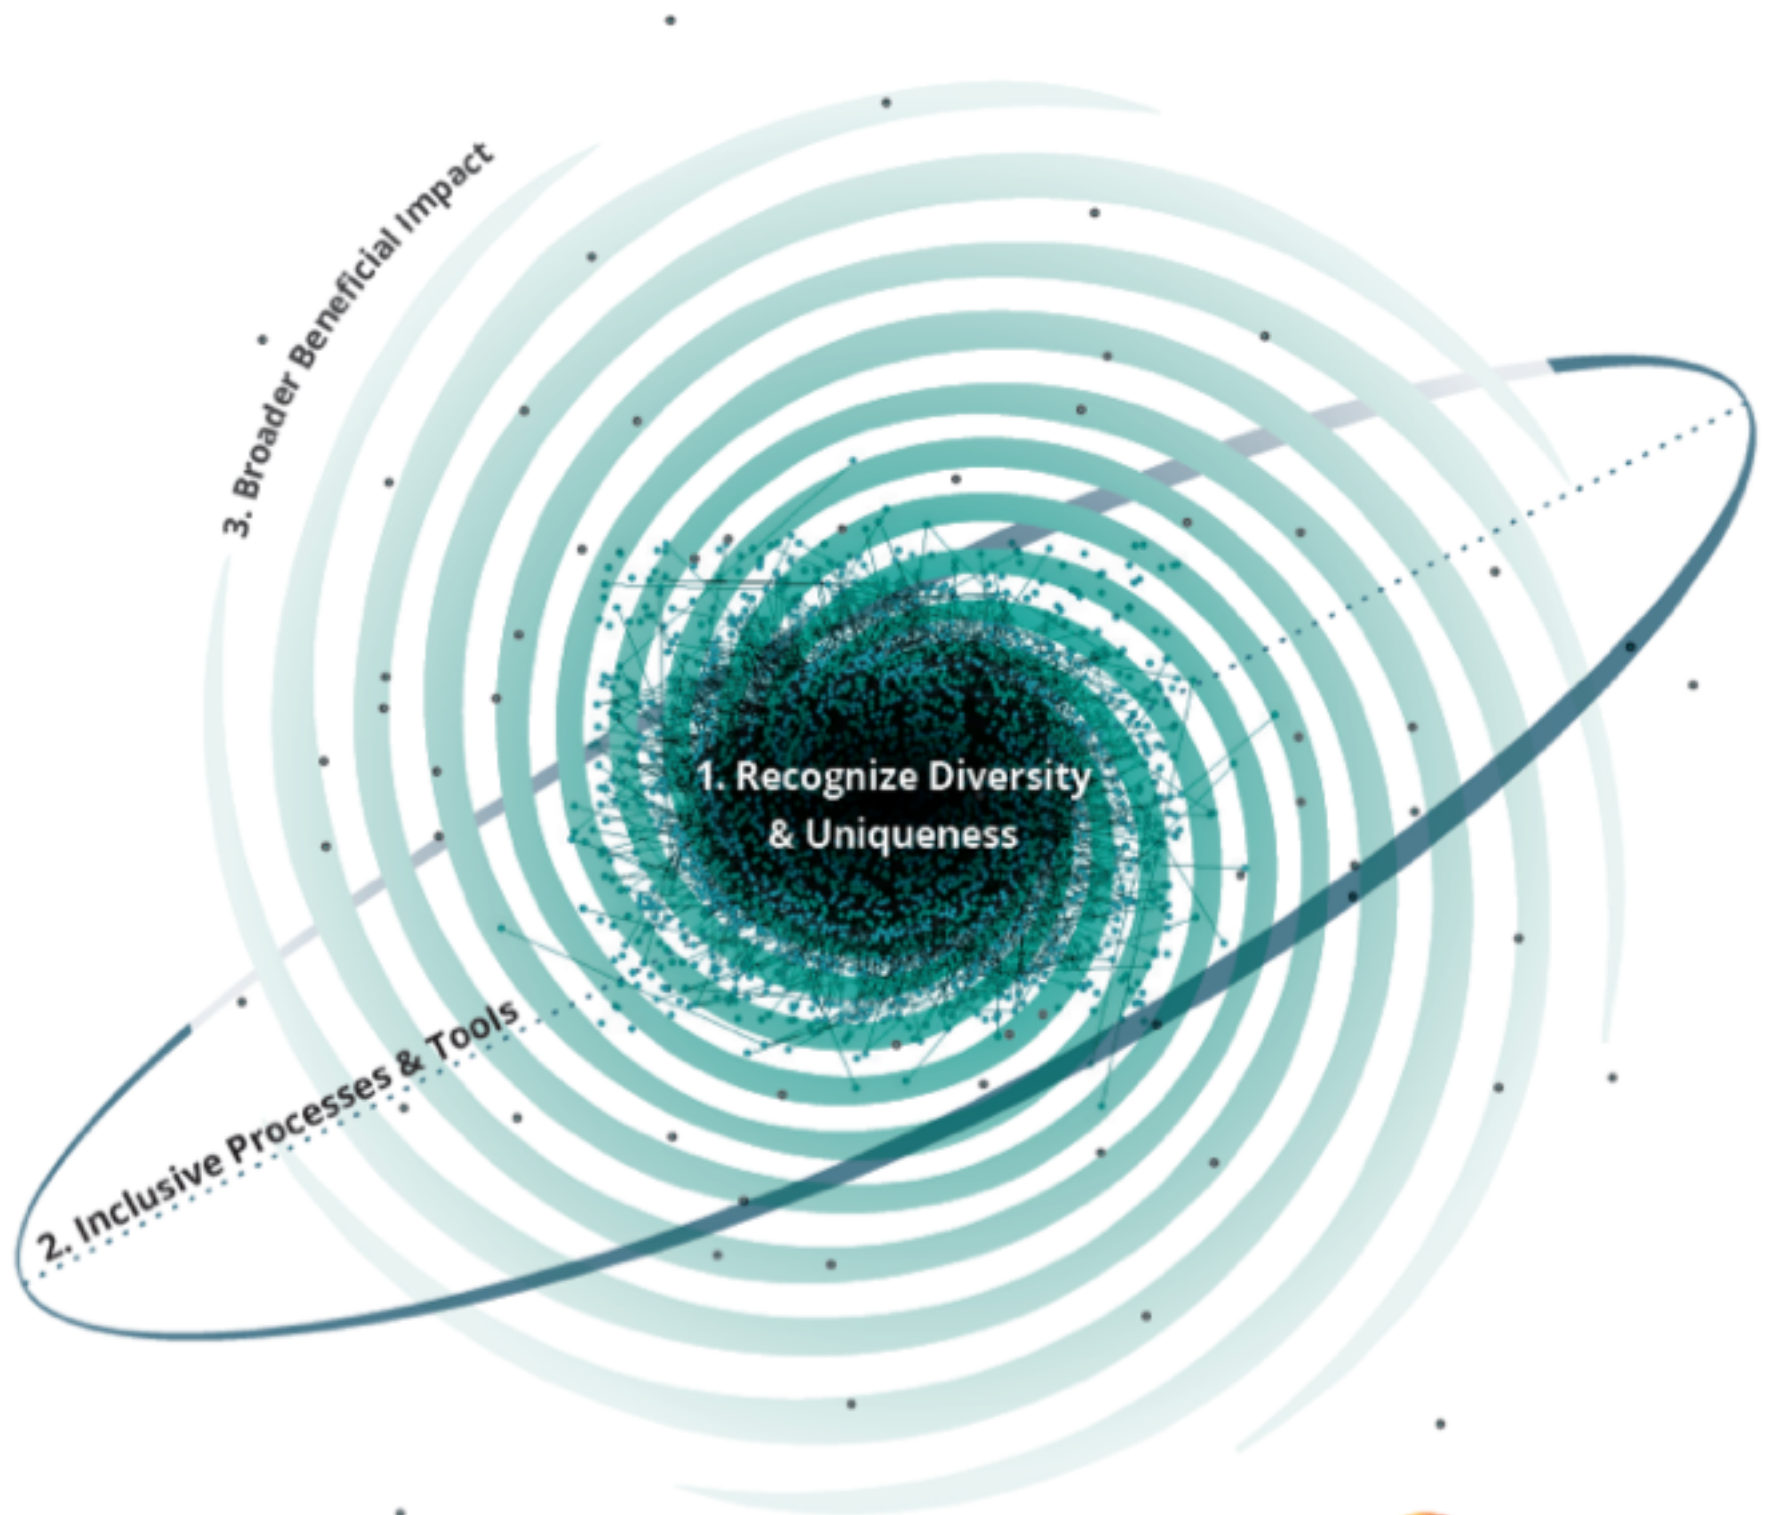 3. Broader Beneficial Impact
1. Recognize Diversity
& Uniqueness
2. Inclusive Processes & Tools